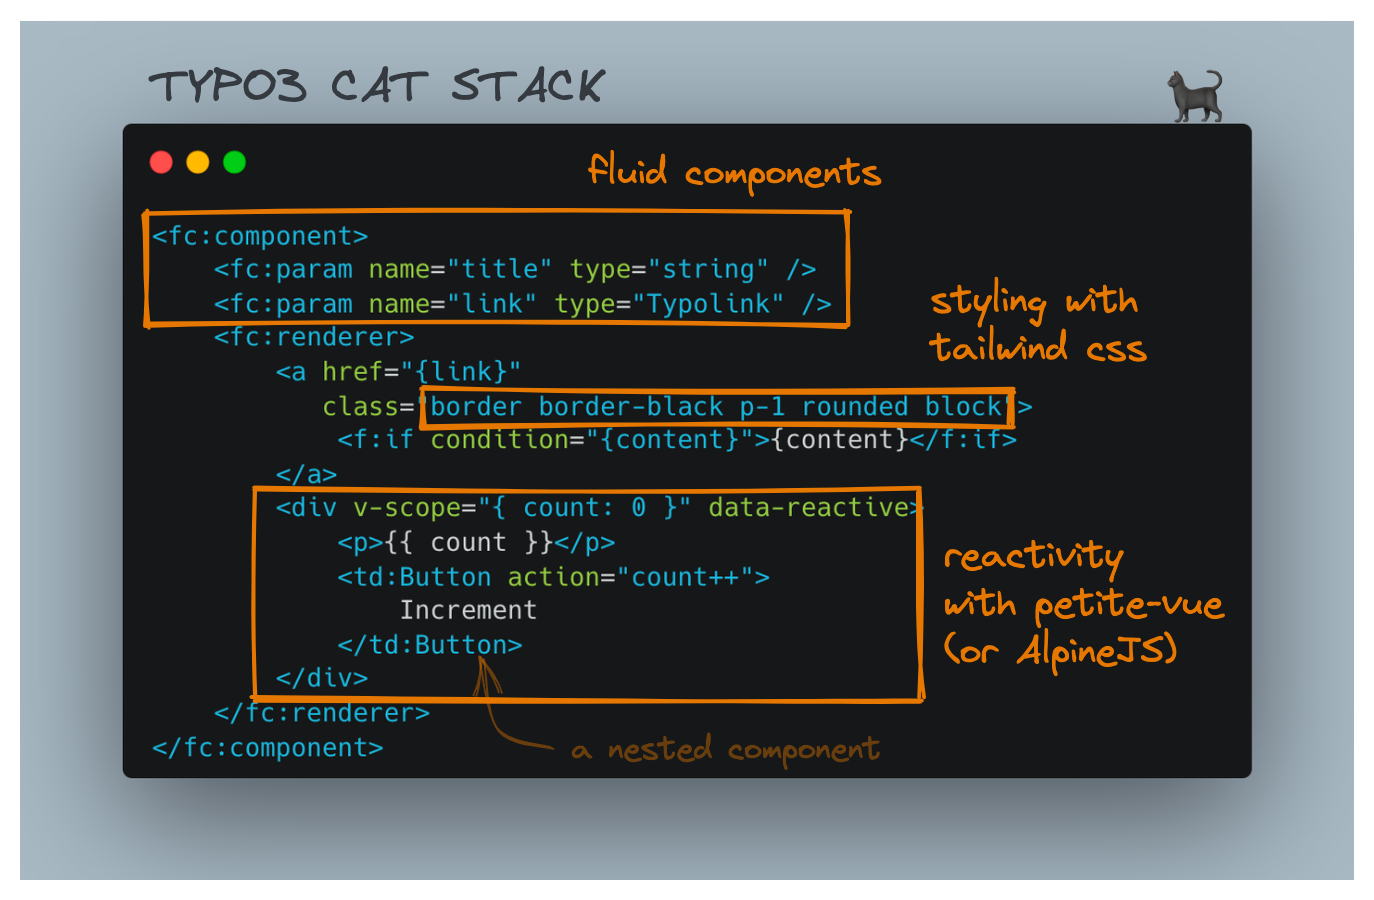 TYPO3 CAT STACK
fluid components
<fc:component>
<fc:param name="title" type="string" />
<fc:param name="link" type="Typolink" />
<fc:renderer>
<a href="{link}"
class="border border-black p-1 rounded block">
<f:if condition="{content}">{content}</f:if>
</a>
<div v-scope="{ count: 0 }" data-reactive>
<p>{{ count }}</p>
<td:Button action="count++">
Increment
</td:Button>
</div>
</fc:renderer>
</fc:component>
styling with
tailwind css
reactivity
with petite-vue
(or AlpineJS)
a nested component